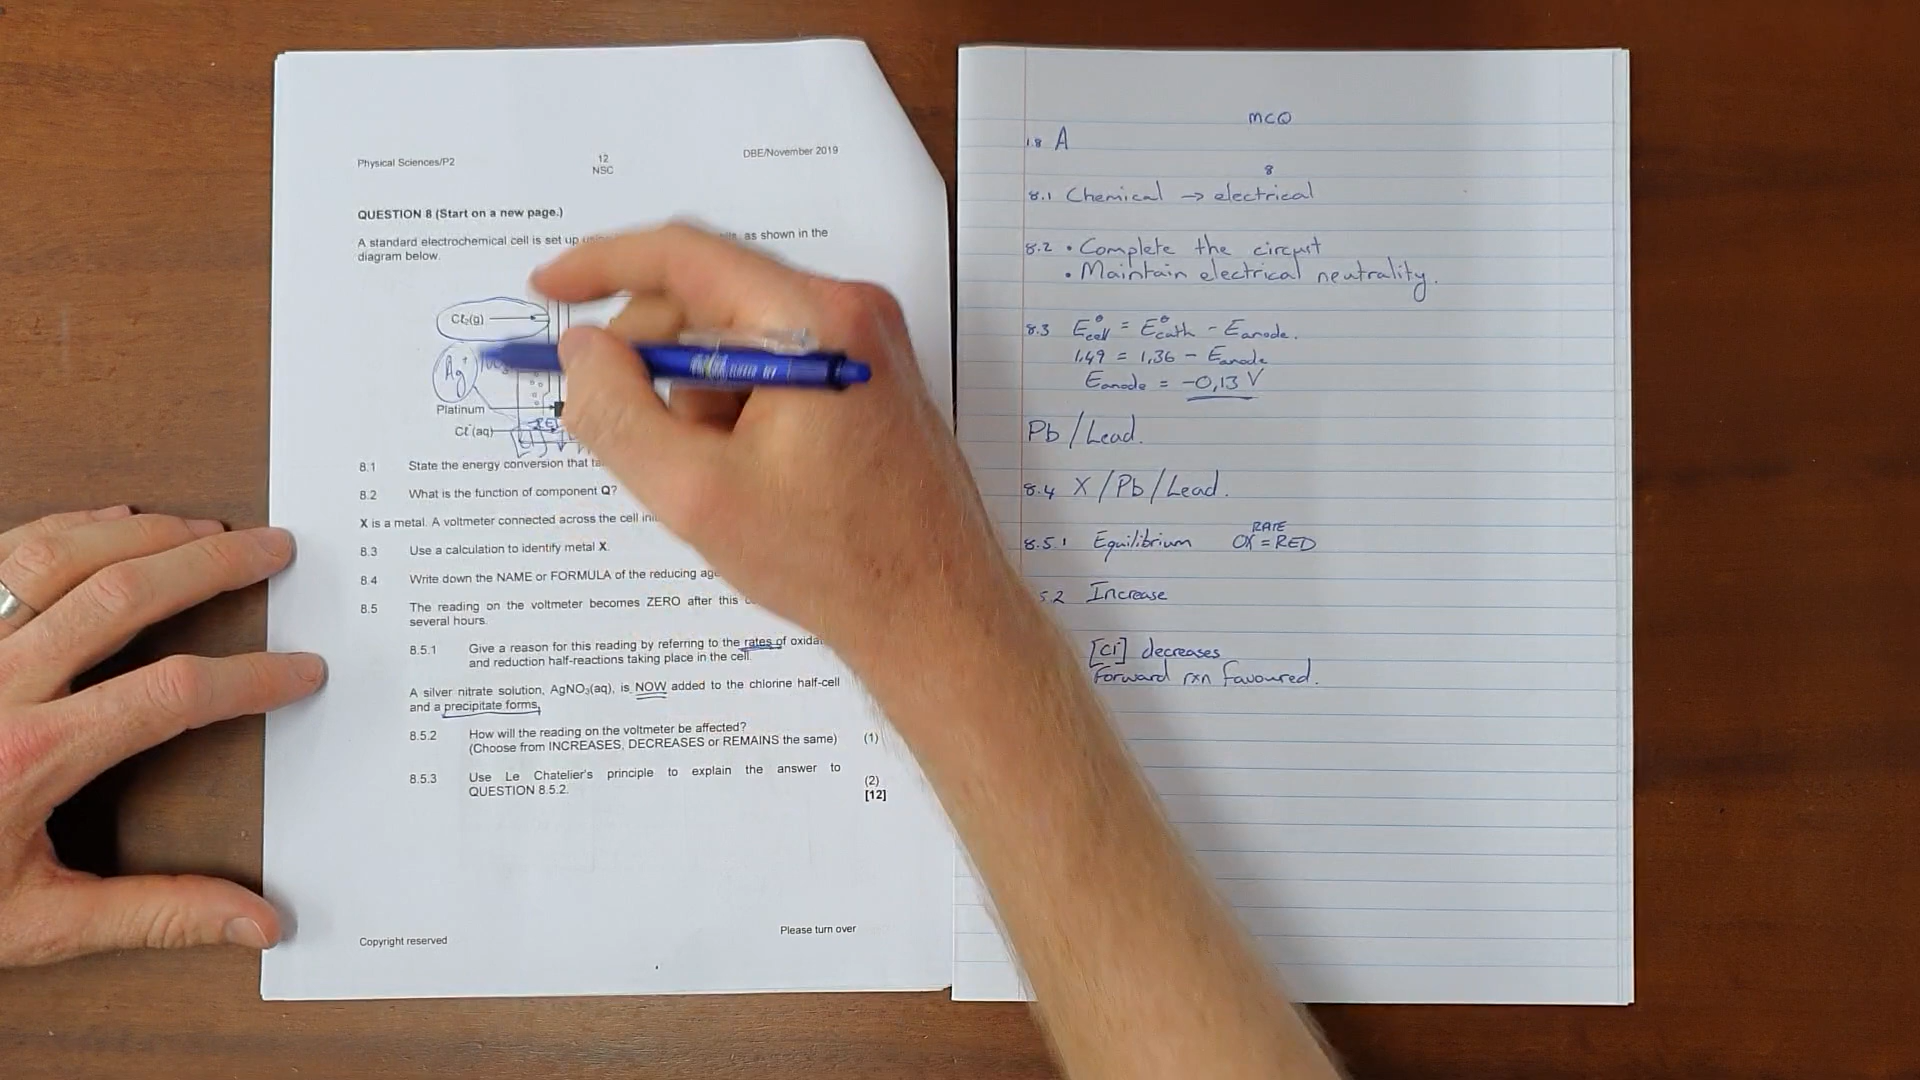 Physical Sciences/P2
12
NSC
DBE/November 2019
QUESTION 8 (Start on a new page.)
A standard electrochemical cell is set up as shown in the
diagram below.
Cℓ₂(g)
Ag⁺
Platinum
Cℓ⁻(aq)
8.1 State the energy conversion that
8.2 What is the function of component Q?
X is a metal. A voltmeter connected across the cell
8.3 Use a calculation to identify metal X.
8.4 Write down the NAME or FORMULA of the reducing
8.5 The reading on the voltmeter becomes ZERO after this
several hours.
8.5.1 Give a reason for this reading by referring to the rates of
and reduction half-reactions taking place in the cell.
A silver nitrate solution, AgNO₃(aq), is NOW added to the chlorine half-cell
and a precipitate forms.
8.5.2 How will the reading on the voltmeter be affected?
(Choose from INCREASES, DECREASES or REMAINS the same) (1)
8.5.3 Use Le Chatelier's principle to explain the answer to
QUESTION 8.5.2. (2)
[12]
Copyright reserved
Please turn over
MCQ
1.8 A
8
8.1 Chemical → electrical
8.2 • Complete the circuit
• Maintain electrical neutrality.
8.3 E°cell = E°cath - Eanode.
1,49 = 1,36 - Eanode
Eanode = -0,13 V
Pb/Lead.
8.4 X/Pb/Lead.
RATE
8.5.1 Equilibrium OX = RED
5.2 Increase
[Cl⁻] decreases
Forward rxn favoured.